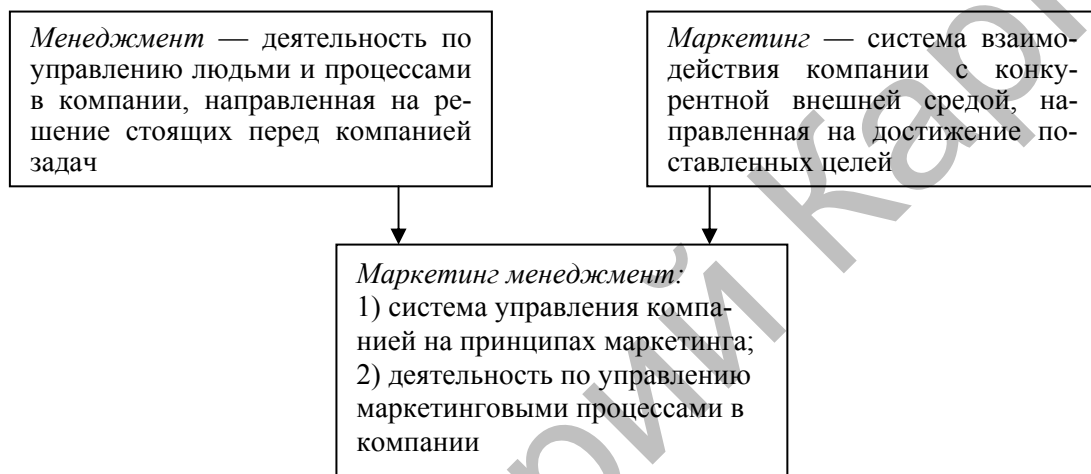 Менеджмент — деятельность по
управлению людьми и процессами
в компании, направленная на ре-
шение стоящих перед компанией
задач
Маркетинг — система взаимо-
действия компании с конку-
рентной внешней средой, на-
правленная на достижение по-
ставленных целей
Маркетинг менеджмент:
1) система управления компа-
нией на принципах маркетинга;
2) деятельность по управлению
маркетинговыми процессами в
компании